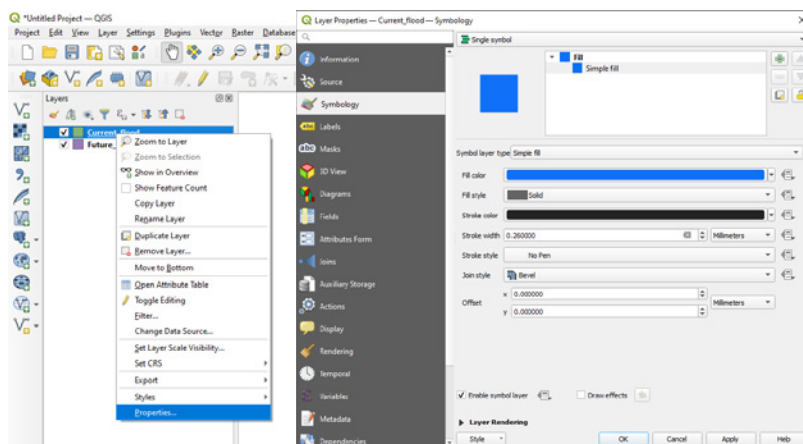 *Untitled Project — QGIS
Project Edit View Layer Settings Plugins Vector Raster Database
Layers
Current_flood
Future_
Zoom to Layer
Zoom to Selection
Show in Overview
Show Feature Count
Copy Layer
Rename Layer
Duplicate Layer
Remove Layer...
Move to Bottom
Open Attribute Table
Toggle Editing
Filter...
Change Data Source...
Set Layer Scale Visibility...
Set CRS
Export
Styles
Properties...
Layer Properties — Current_flood — Symbology
Information
Source
Symbology
abc Labels
abc Masks
3D View
Diagrams
Fields
Attributes Form
Joins
Auxiliary Storage
Actions
Display
Rendering
Temporal
Variables
Metadata
Dependencies
Single symbol
Fill
Simple fill
Symbol layer type Simple fill
Fill color
Fill style Solid
Stroke color
Stroke width 0.260000 Millimeters
Stroke style No Pen
Join style Bevel
Offset x 0.000000 Millimeters
y 0.000000
Enable symbol layer Draw effects
Layer Rendering
Style OK Cancel Apply Help